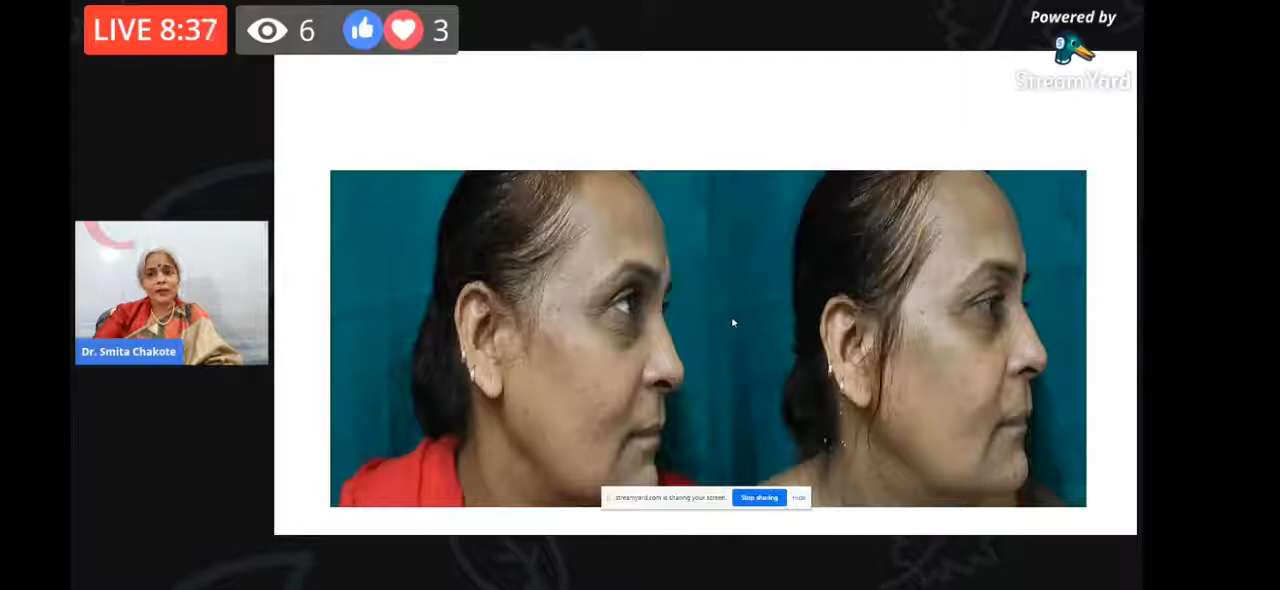 LIVE 8:37
6
3
Powered by
StreamYard
Dr. Smita Chakote
streamyard.com is sharing your screen.
Stop sharing
Hide